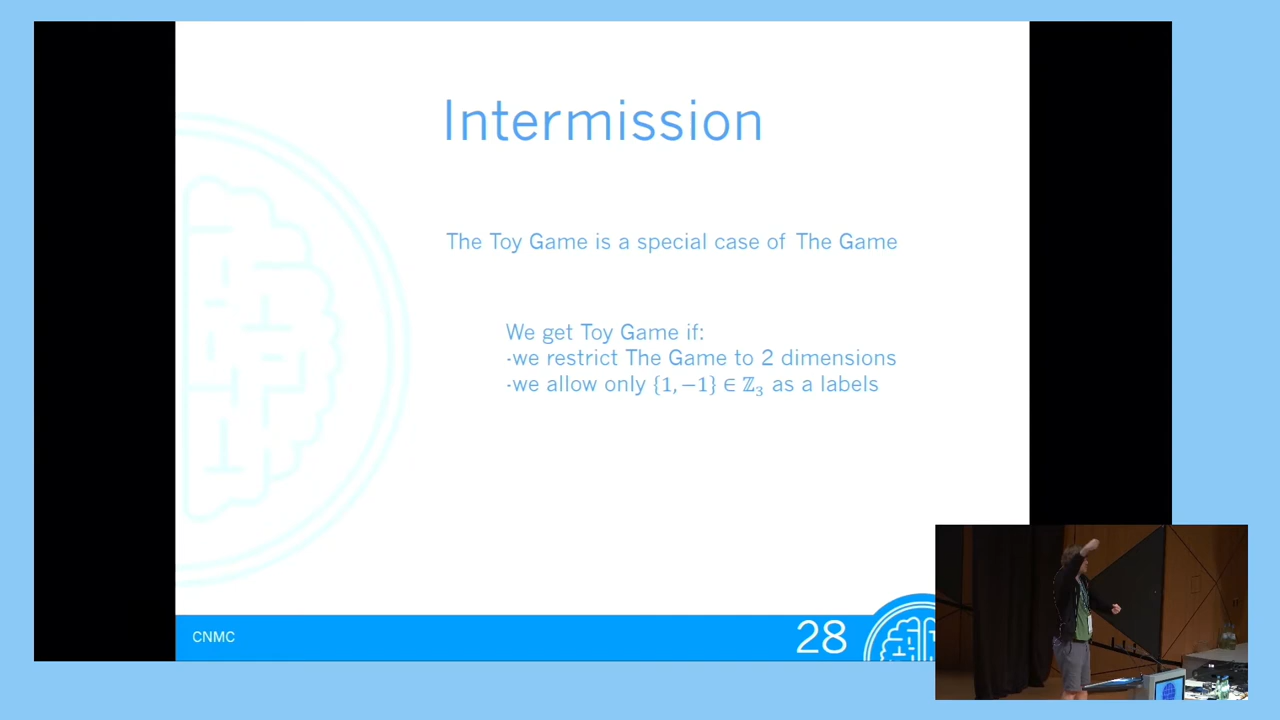 Intermission
The Toy Game is a special case of The Game
We get Toy Game if:
-we restrict The Game to 2 dimensions
-we allow only {1, −1} ∈ ℤ₃ as a labels
CNMC
28